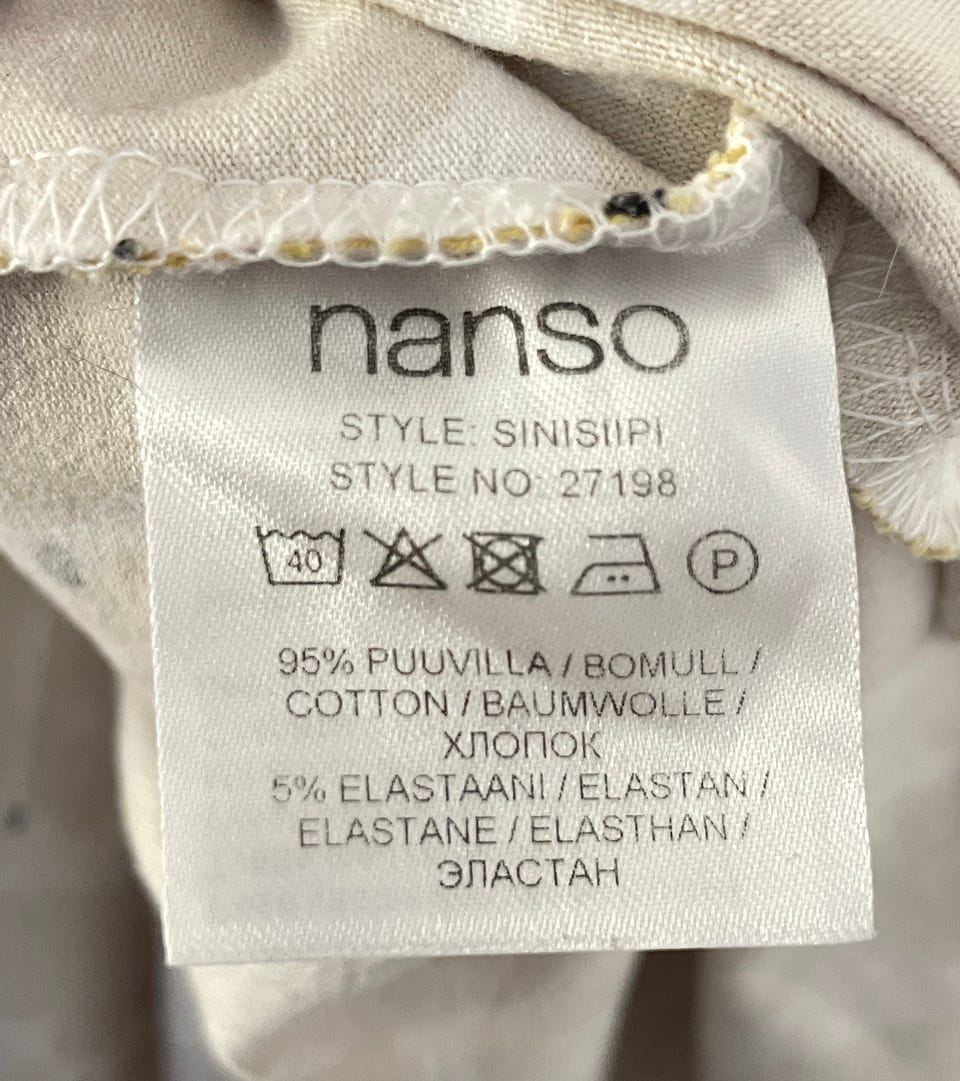 nanso
STYLE: SINISIIPI
STYLE NO: 27198
40 P
95% PUUVILLA / BOMULL /
COTTON / BAUMWOLLE /
ХЛОПОК
5% ELASTAANI / ELASTAN /
ELASTANE / ELASTHAN /
ЭЛАСТАН